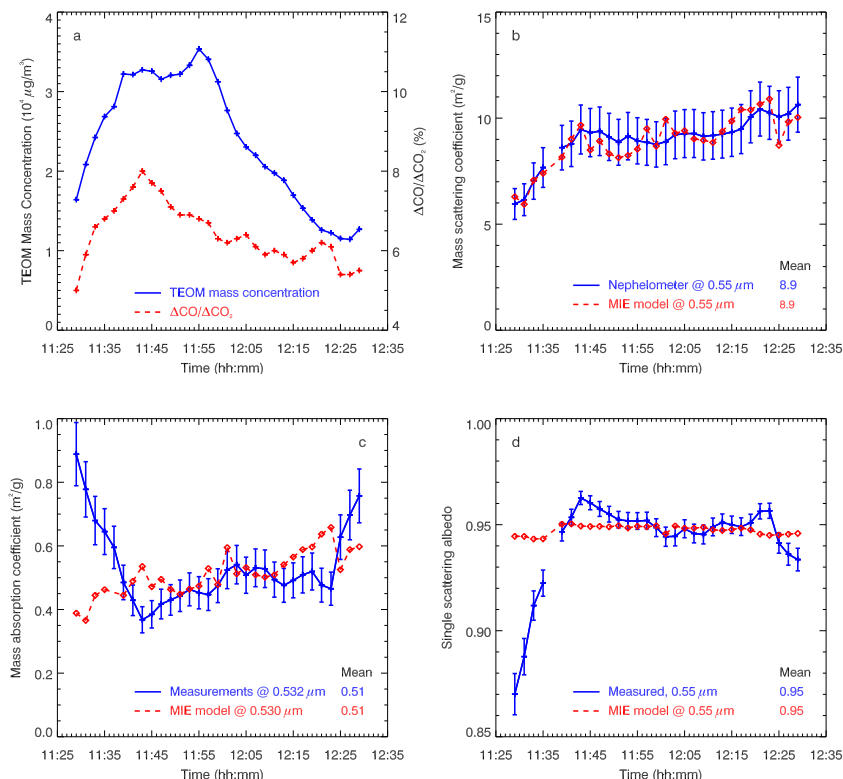 a
TEOM Mass Concentration (10⁴ μg/m³)
4
3
2
1
0
12
10
8
6
4
ΔCO/ΔCO₂ (%)
TEOM mass concentration
ΔCO/ΔCO₂
11:25 11:35 11:45 11:55 12:05 12:15 12:25 12:35
Time (hh:mm)
b
Mass scattering coefficient (m²/g)
15
10
5
0
Mean
Nephelometer @ 0.55 μm 8.9
MIE model @ 0.55 μm 8.9
11:25 11:35 11:45 11:55 12:05 12:15 12:25 12:35
Time (hh:mm)
c
Mass absorption coefficient (m²/g)
1.0
0.8
0.6
0.4
0.2
0.0
Mean
Measurements @ 0.532 μm 0.51
MIE model @ 0.530 μm 0.51
11:25 11:35 11:45 11:55 12:05 12:15 12:25 12:35
Time (hh:mm)
d
Single scattering albedo
1.00
0.95
0.90
0.85
Mean
Measured, 0.55 μm 0.95
MIE model @ 0.55 μm 0.95
11:25 11:35 11:45 11:55 12:05 12:15 12:25 12:35
Time (hh:mm)